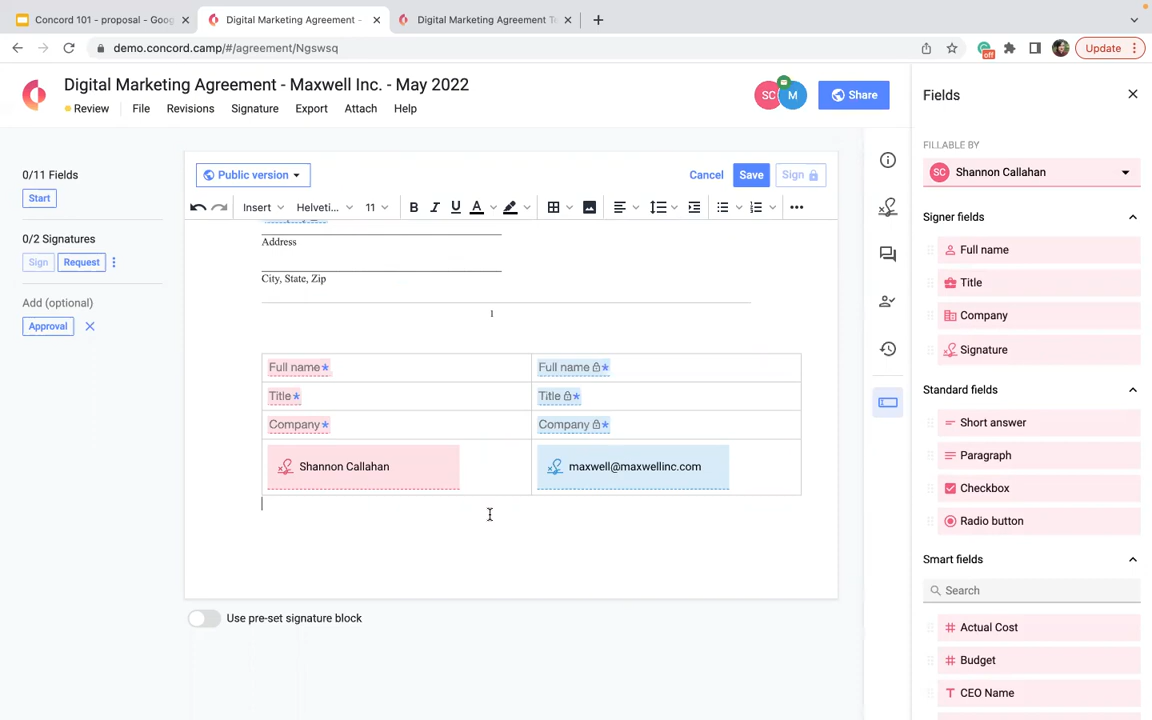 Concord 101 - proposal - Goog
Digital Marketing Agreement -
Digital Marketing Agreement Te
demo.concord.camp/#/agreement/Ngswsq
off
Update
Digital Marketing Agreement - Maxwell Inc. - May 2022
Review
File
Revisions
Signature
Export
Attach
Help
SC
M
Share
0/11 Fields
Start
0/2 Signatures
Sign
Request
Add (optional)
Approval
Public version
Cancel
Save
Sign
Insert
Helveti...
11
B
I
U
A
Address
City, State, Zip
1
Full name*
Full name*
Title*
Title*
Company*
Company*
Shannon Callahan
maxwell@maxwellinc.com
Use pre-set signature block
Fields
FILLABLE BY
SC
Shannon Callahan
Signer fields
Full name
Title
Company
Signature
Standard fields
Short answer
Paragraph
Checkbox
Radio button
Smart fields
Search
Actual Cost
Budget
CEO Name